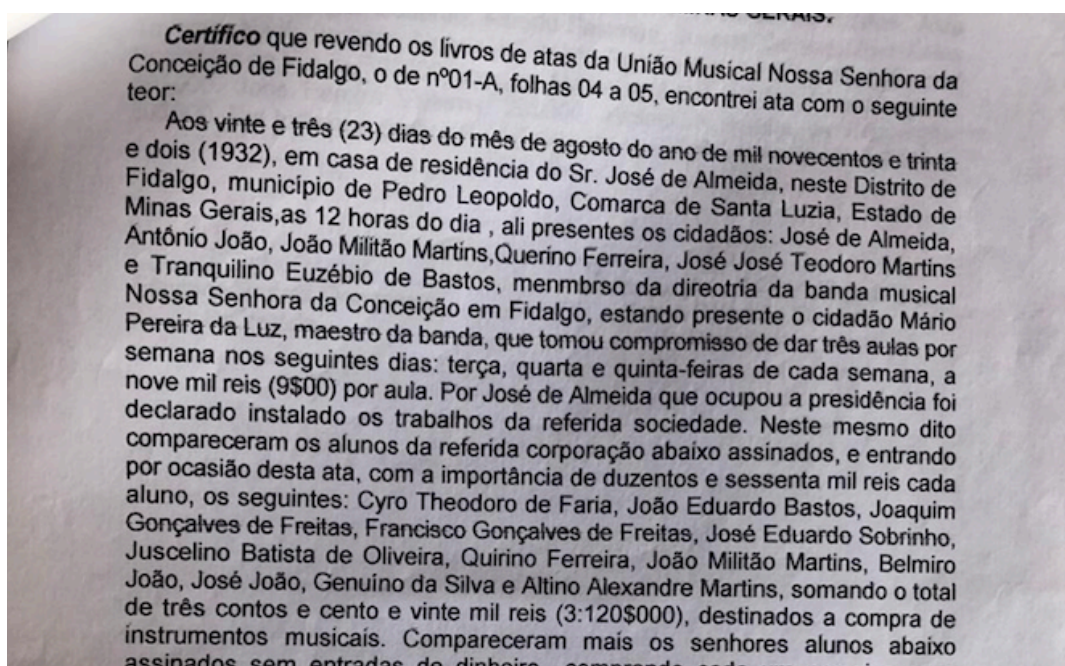 GERAIS.
Certifico que revendo os livros de atas da União Musical Nossa Senhora da
Conceição de Fidalgo, o de nº01-A, folhas 04 a 05, encontrei ata com o seguinte
teor:
Aos vinte e três (23) dias do mês de agosto do ano de mil novecentos e trinta
e dois (1932), em casa de residência do Sr. José de Almeida, neste Distrito de
Fidalgo, município de Pedro Leopoldo, Comarca de Santa Luzia, Estado de
Minas Gerais,as 12 horas do dia , ali presentes os cidadãos: José de Almeida,
Antônio João, João Militão Martins,Querino Ferreira, José José Teodoro Martins
e Tranquilino Euzébio de Bastos, menmbrso da direotria da banda musical
Nossa Senhora da Conceição em Fidalgo, estando presente o cidadão Mário
Pereira da Luz, maestro da banda, que tomou compromisso de dar três aulas por
semana nos seguintes dias: terça, quarta e quinta-feiras de cada semana, a
nove mil reis (9$00) por aula. Por José de Almeida que ocupou a presidência foi
declarado instalado os trabalhos da referida sociedade. Neste mesmo dito
compareceram os alunos da referida corporação abaixo assinados, e entrando
por ocasião desta ata, com a importância de duzentos e sessenta mil reis cada
aluno, os seguintes: Cyro Theodoro de Faria, João Eduardo Bastos, Joaquim
Gonçalves de Freitas, Francisco Gonçalves de Freitas, José Eduardo Sobrinho,
Juscelino Batista de Oliveira, Quirino Ferreira, João Militão Martins, Belmiro
João, José João, Genuíno da Silva e Altino Alexandre Martins, somando o total
de três contos e cento e vinte mil reis (3:120$000), destinados a compra de
instrumentos musicais. Compareceram mais os senhores alunos abaixo
assinados sem entradas de dinheiro